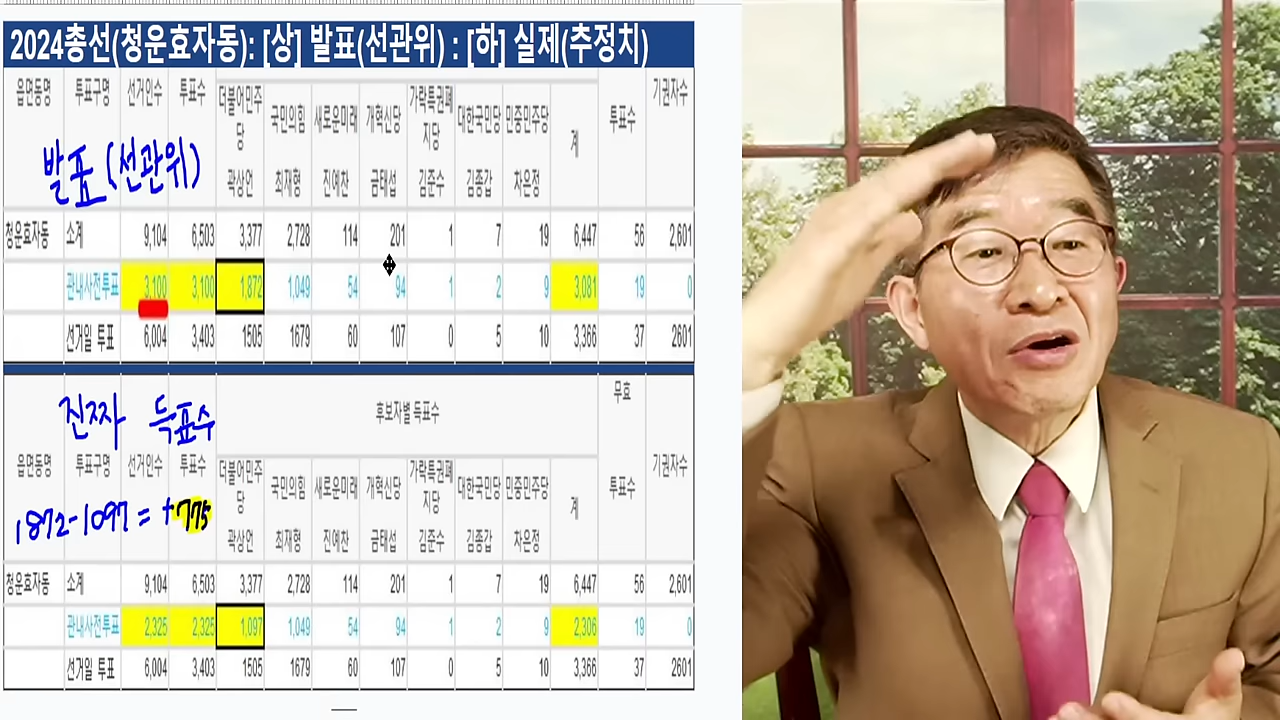 2024총선(청운효자동): [상] 발표(선관위) : [하] 실제(추정치)
읍면동명 투표구명 선거인수 투표수 더불어민주당 곽상언 국민의힘 최재형 새로운미래 진예찬 개혁신당 금태섭 가락특권폐지당 김준수 대한국민당 김종갑 민중민주당 차은정 계 투표수 기권자수
발표 (선관위)
청운효자동 소계 9,104 6,503 3,377 2,728 114 201 1 7 19 6,447 56 2,601
관내사전투표 3,100 3,100 1,872 1,049 54 94 1 2 9 3,081 19 0
선거일 투표 6,004 3,403 1505 1679 60 107 0 5 10 3,366 37 2601
진짜 득표수
후보자별 득표수
무효
읍면동명 투표구명 선거인수 투표수 더불어민주당 곽상언 국민의힘 최재형 새로운미래 진예찬 개혁신당 금태섭 가락특권폐지당 김준수 대한국민당 김종갑 민중민주당 차은정 계 투표수 기권자수
1872-1097 = +775
청운효자동 소계 9,104 6,503 3,377 2,728 114 201 1 7 19 6,447 56 2,601
관내사전투표 2,325 2,325 1,097 1,049 54 94 1 2 9 2,306 19 0
선거일 투표 6,004 3,403 1505 1679 60 107 0 5 10 3,366 37 2601